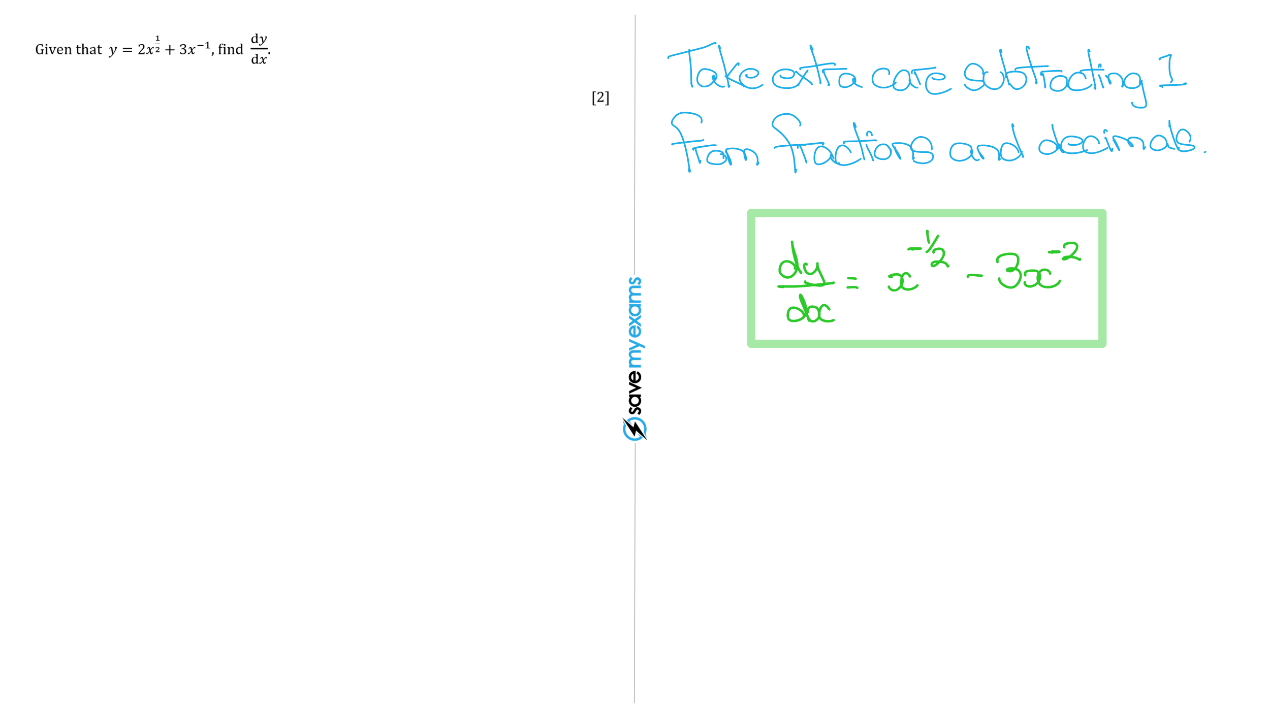 Given that y = 2x^{1/2} + 3x^{-1}, find dy/dx.
[2]
save my exams
Take extra care subtracting 1
from fractions and decimals.
dy/dx = x^{-1/2} - 3x^{-2}